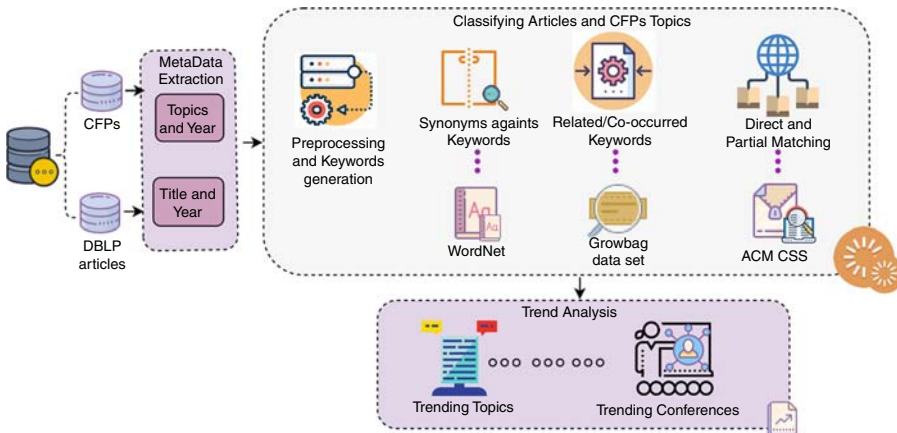 Classifying Articles and CFPs Topics
MetaData
Extraction
CFPs
Topics
and Year
Title and
Year
DBLP
articles
Preprocessing
and Keywords
generation
Synonyms againts
Keywords
Related/Co-occurred
Keywords
Direct and
Partial Matching
Aa
Aa
WordNet
Growbag
data set
ACM CSS
Trend Analysis
Trending Topics
Trending Conferences